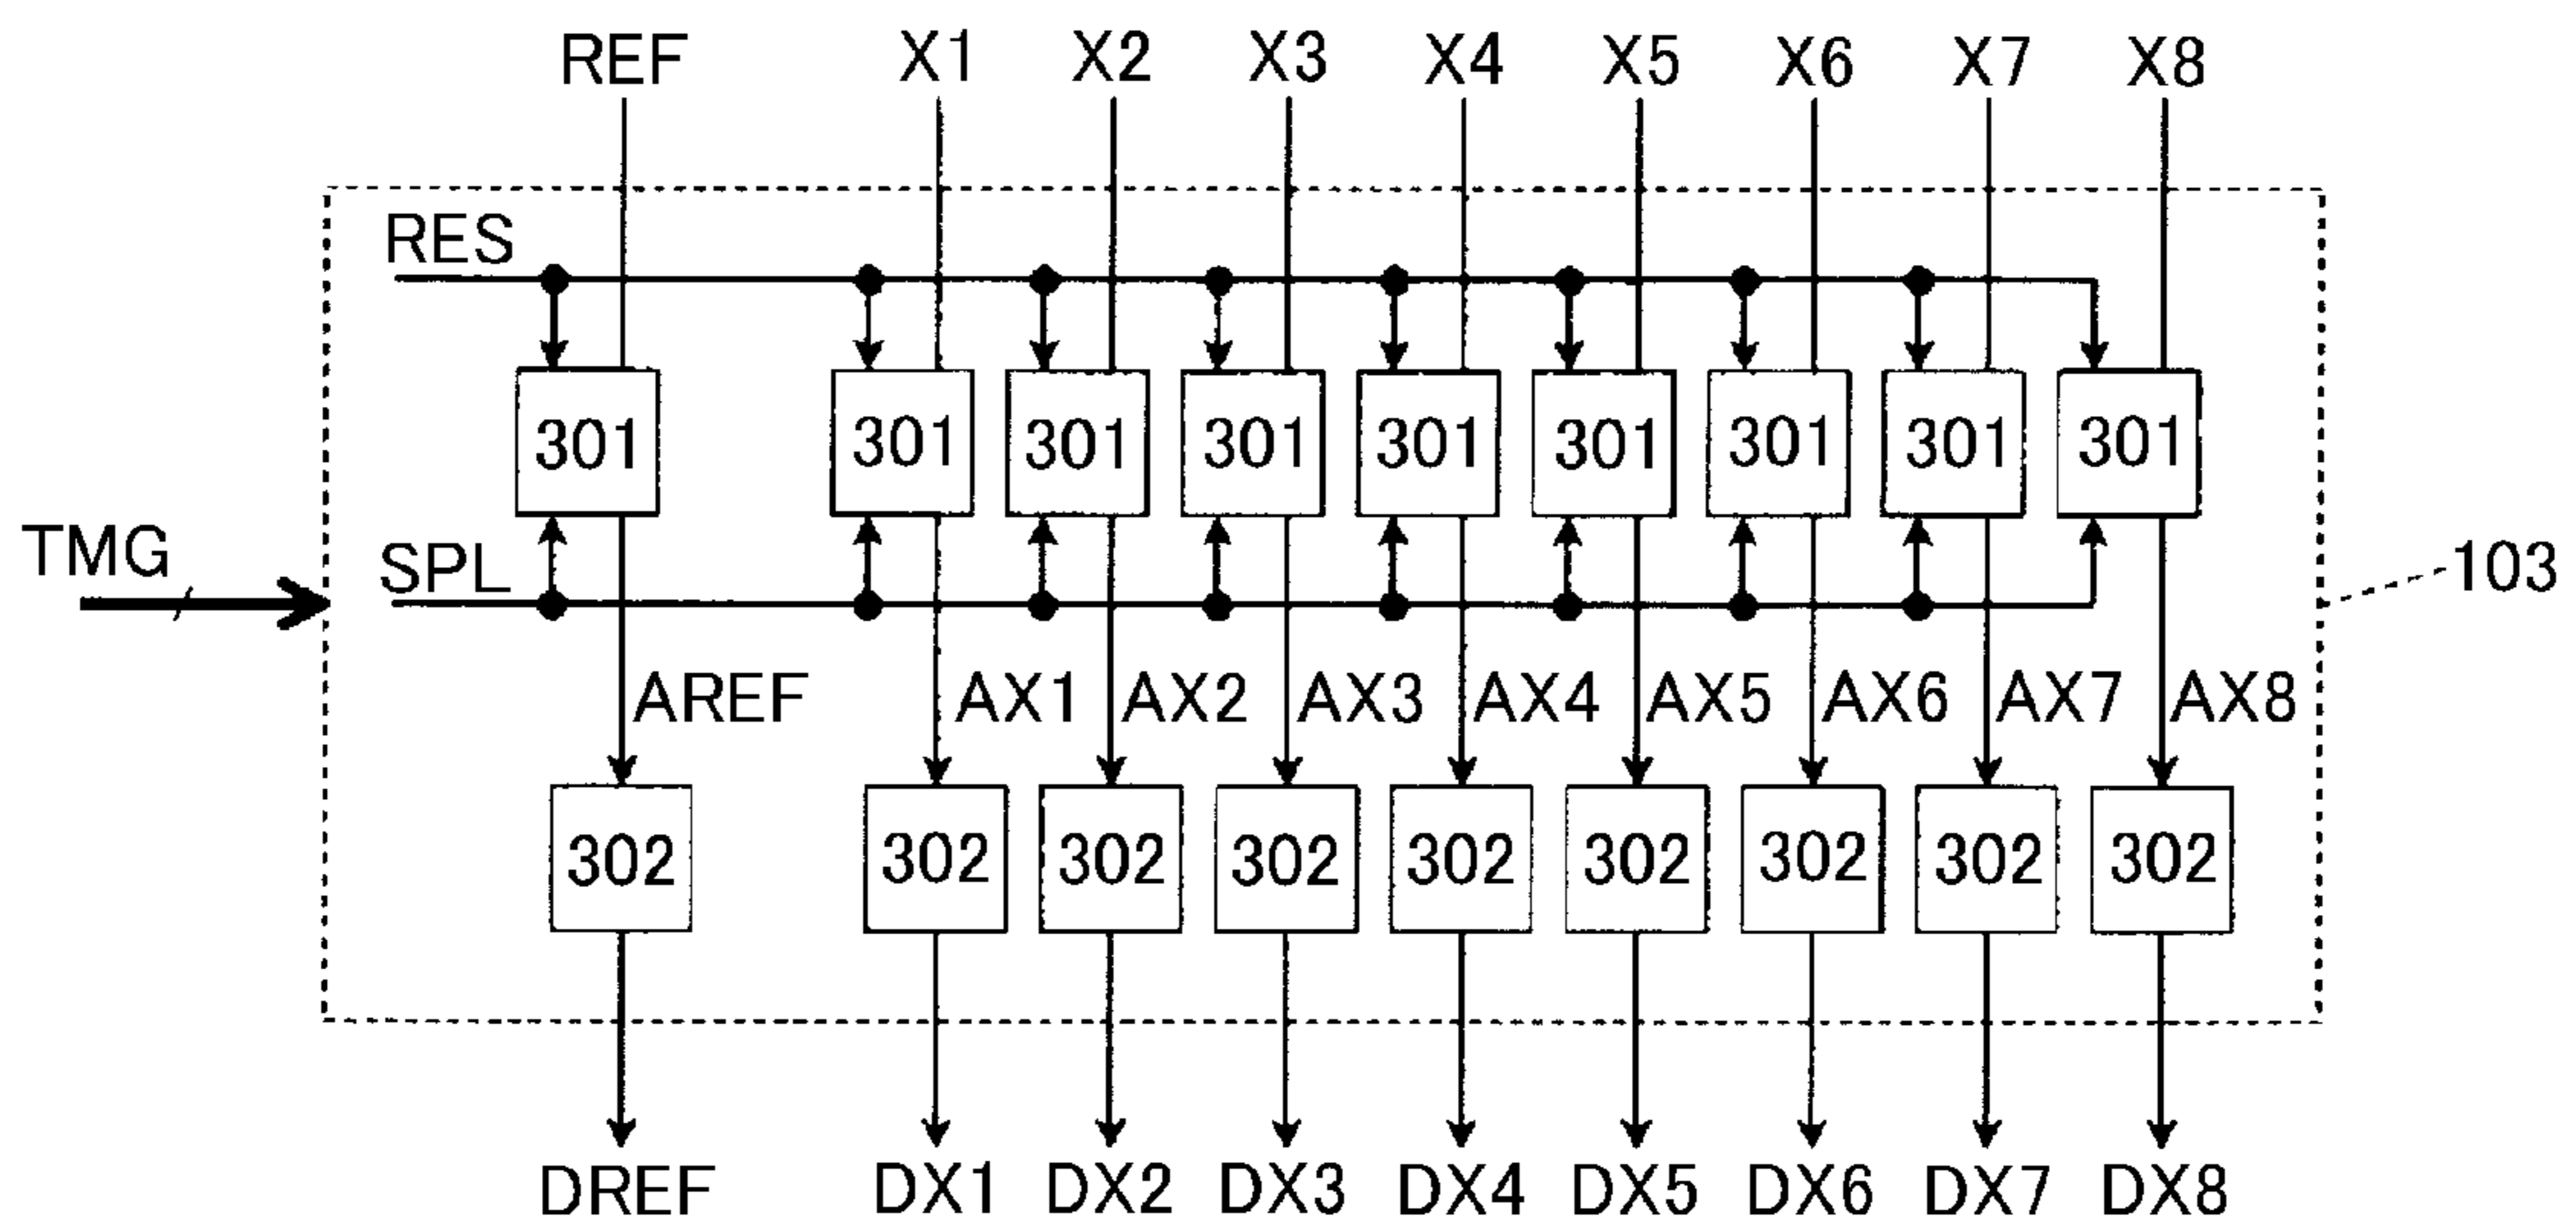 REF X1 X2 X3 X4 X5 X6 X7 X8
RES
301 301 301 301 301 301 301 301 301
TMG SPL 103
AREF AX1 AX2 AX3 AX4 AX5 AX6 AX7 AX8
302 302 302 302 302 302 302 302 302
DREF DX1 DX2 DX3 DX4 DX5 DX6 DX7 DX8